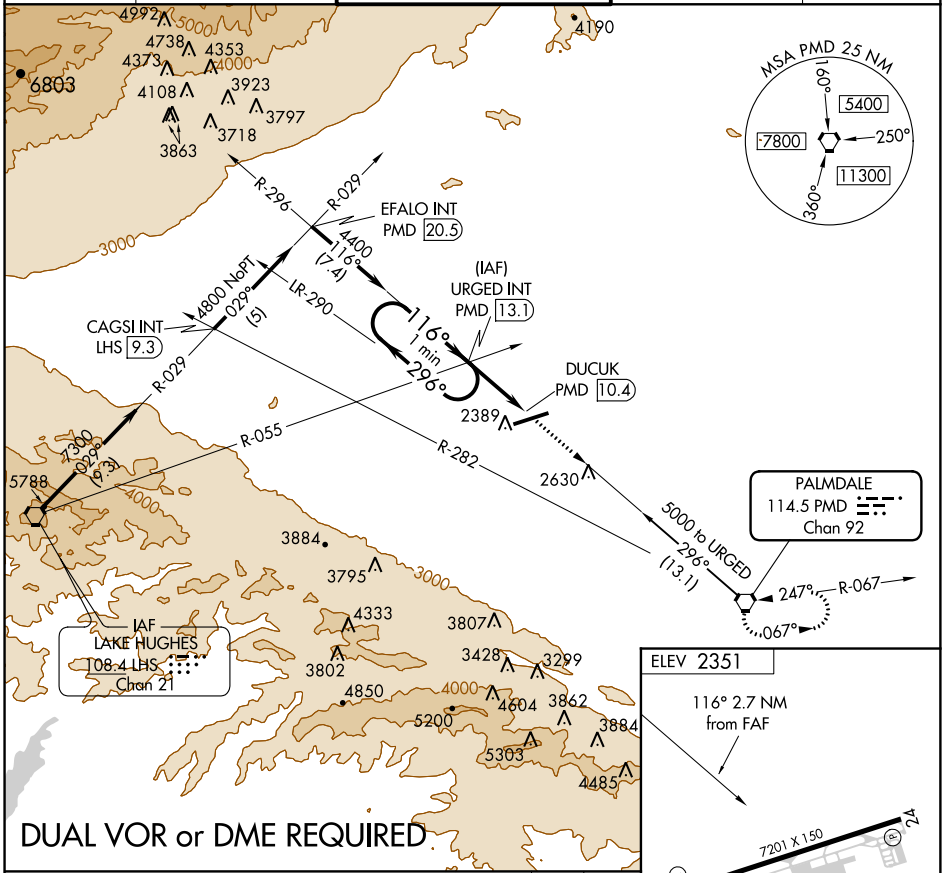 4992
5000
4738
4353
4373
4000
6803
4108
3923
3797
3863
3718
4190
MSA PMD 25 NM
160°
5400
7800
250°
11300
360°
3000
R-296
R-029
EFALO INT
PMD 20.5
4400
116°
(7.4)
4800 NoPT
029°
(5)
LR-290
(IAF)
URGED INT
PMD 13.1
CAGSI INT
LHS 9.3
116°
1 min
296°
R-029
DUCUK
PMD 10.4
2389
R-055
R-282
2630
7300
029°
(9.3)
5788
4000
PALMDALE
114.5 PMD
Chan 92
5000 to URGED
296°
(13.1)
3884
3795
3000
247°
R-067
067°
IAF
LAKE HUGHES
108.4 LHS
Chan 21
4333
3807
3802
3428
3299
4850
4000
4604
3862
5200
3884
5303
4485
ELEV 2351
116° 2.7 NM
from FAF
7201 X 150
24
P
DUAL VOR or DME REQUIRED